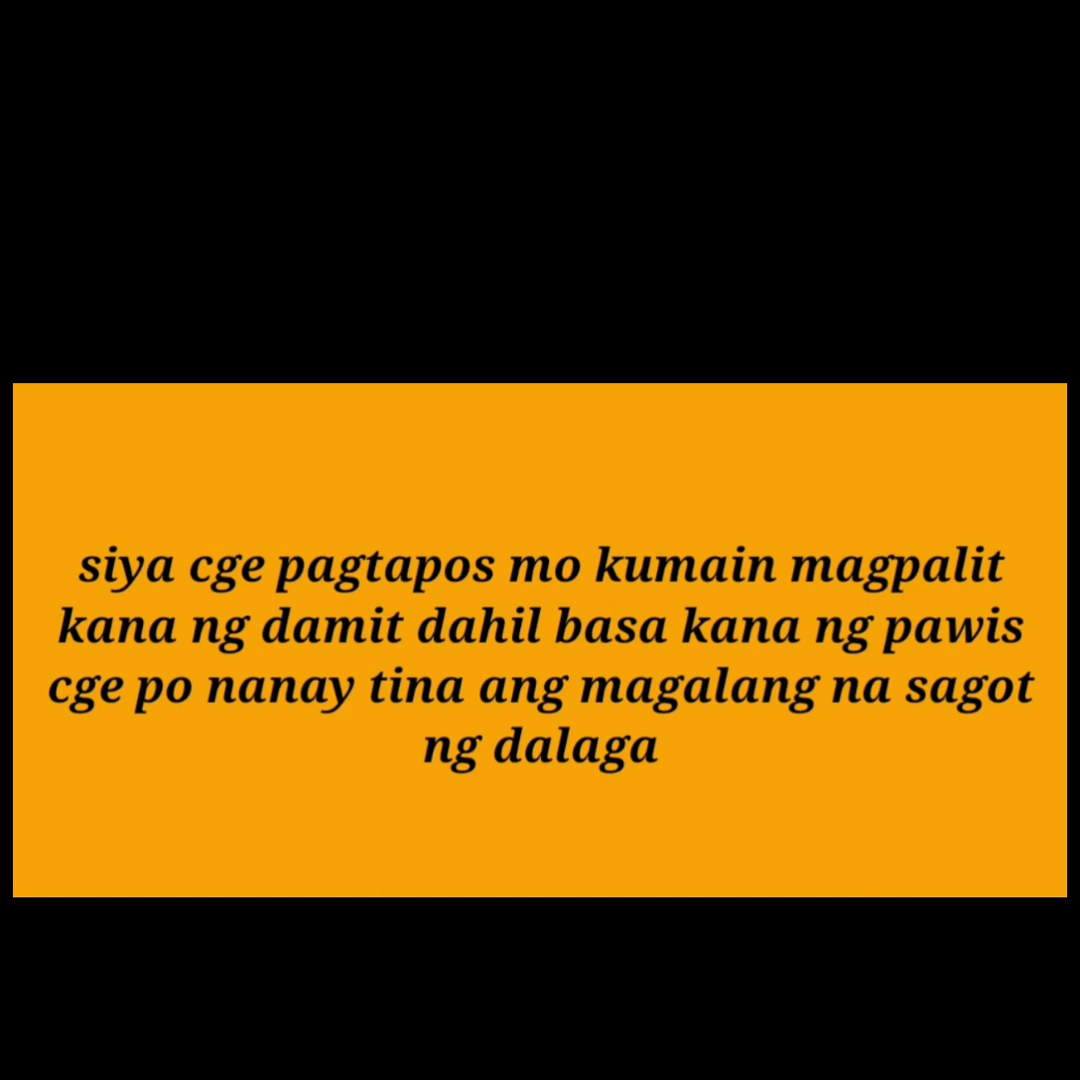 siya cge pagtapos mo kumain magpalit
kana ng damit dahil basa kana ng pawis
cge po nanay tina ang magalang na sagot
ng dalaga